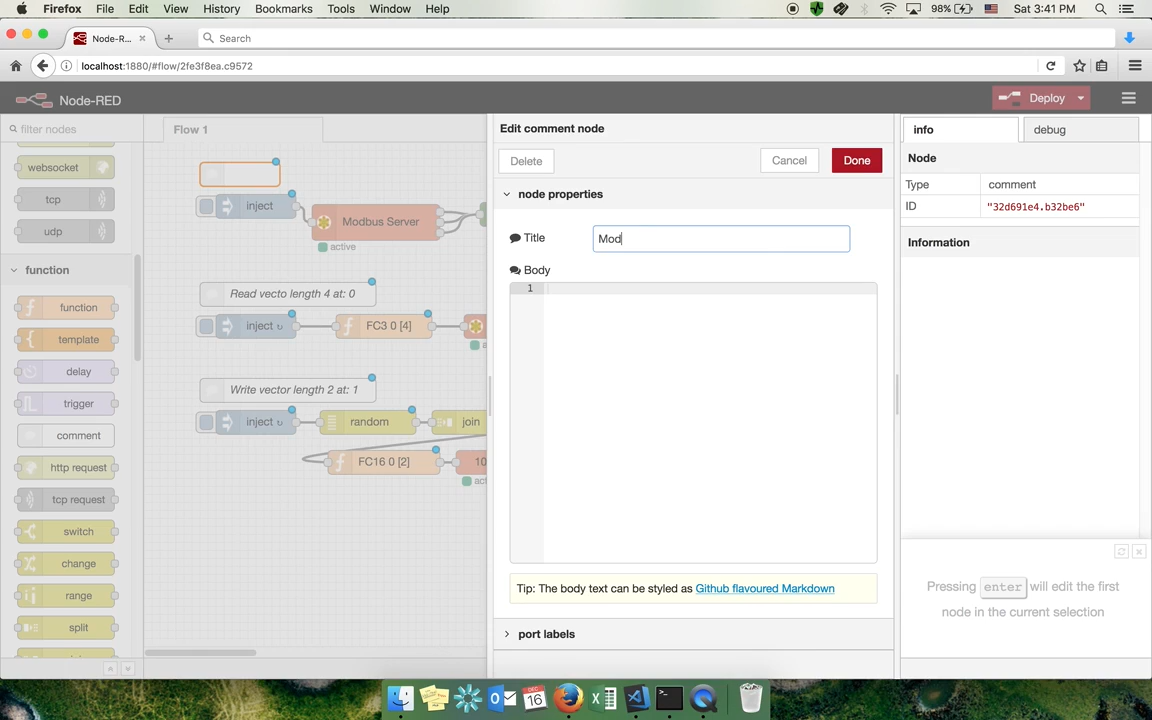 Firefox File Edit View History Bookmarks Tools Window Help 98% Sat 3:41 PM
Node-R... × + Search
localhost:1880/#flow/2fe3f8ea.c9572
Node-RED Deploy
filter nodes
websocket
tcp
udp
function
function
template
delay
trigger
comment
http request
tcp request
switch
change
range
split
Flow 1
inject Modbus Server
active
Read vecto length 4 at: 0
inject ↻ FC3 0 [4]
Write vector length 2 at: 1
inject ↻ random join
FC16 0 [2] 10
act
Edit comment node
Delete Cancel Done
node properties
Title Mod
Body
1
Tip: The body text can be styled as Github flavoured Markdown
port labels
info debug
Node
Type comment
ID "32d691e4.b32be6"
Information
Pressing enter will edit the first
node in the current selection
DEC
16